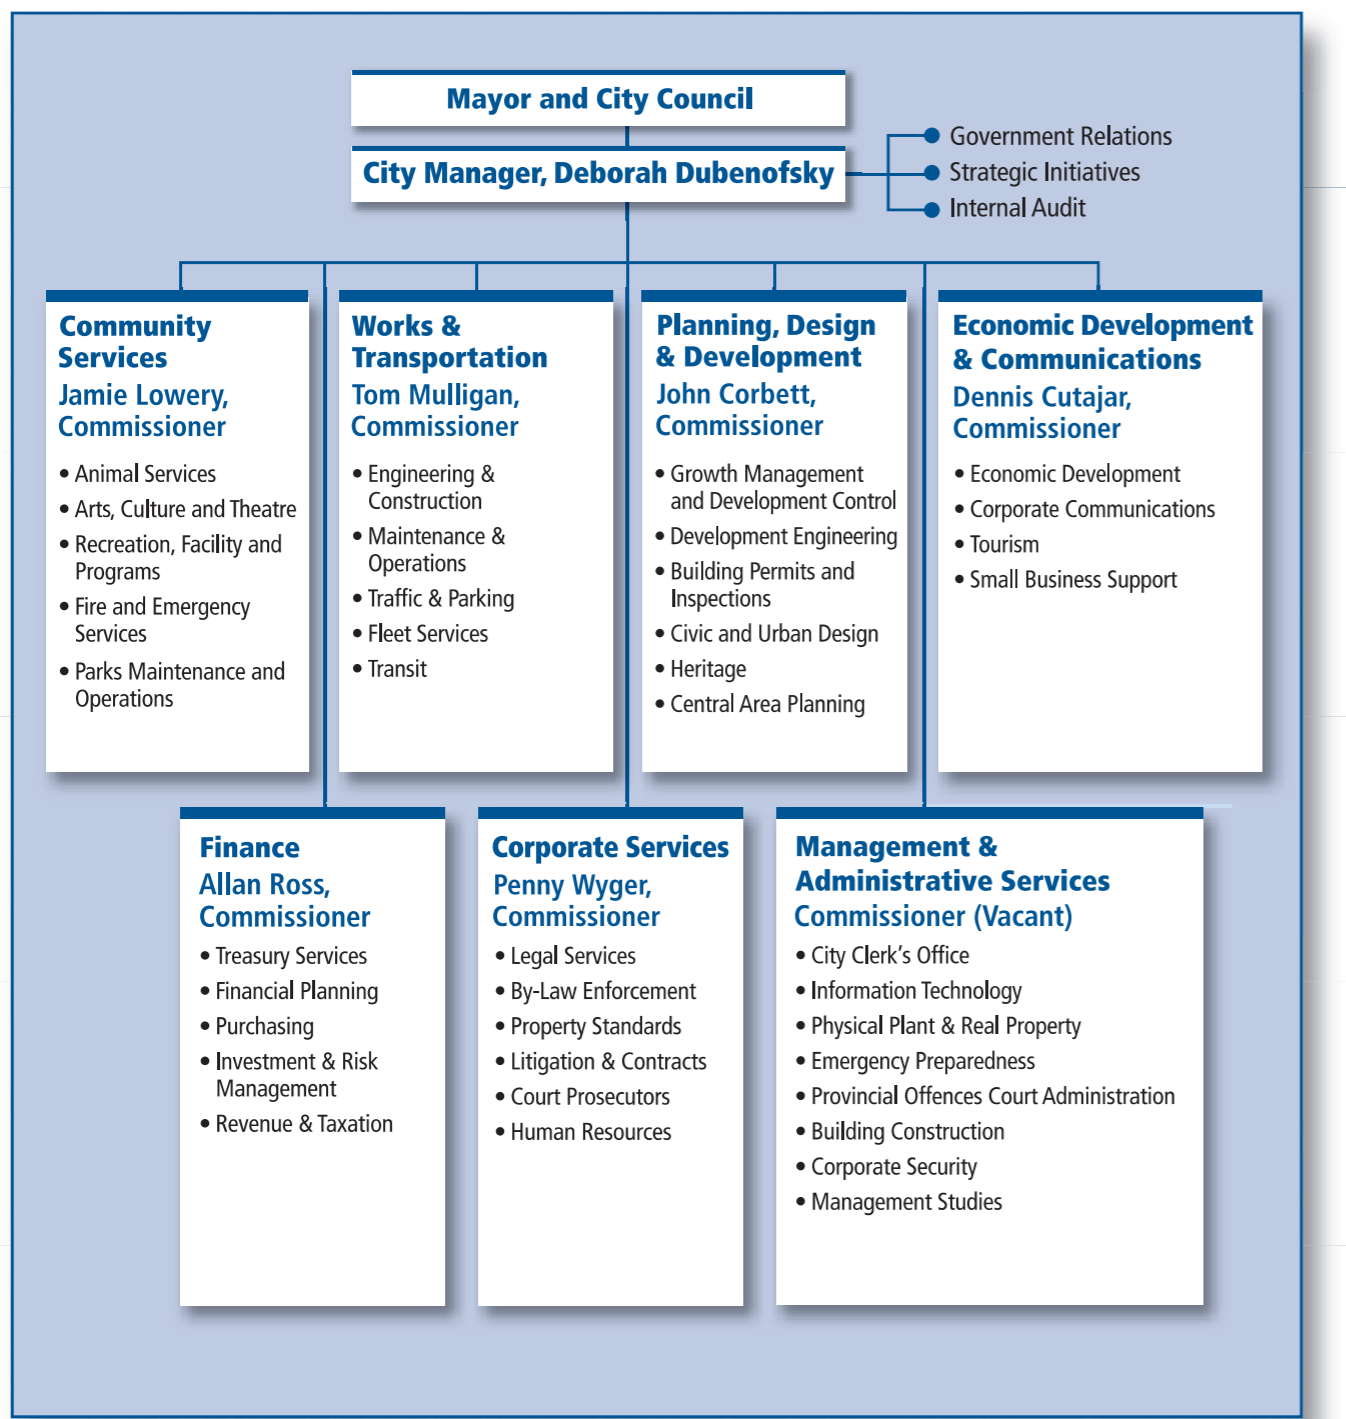 Mayor and City Council
City Manager, Deborah Dubenofsky
Government Relations
Strategic Initiatives
Internal Audit
Community
Services
Jamie Lowery,
Commissioner
• Animal Services
• Arts, Culture and Theatre
• Recreation, Facility and
Programs
• Fire and Emergency
Services
• Parks Maintenance and
Operations
Works &
Transportation
Tom Mulligan,
Commissioner
• Engineering &
Construction
• Maintenance &
Operations
• Traffic & Parking
• Fleet Services
• Transit
Planning, Design
& Development
John Corbett,
Commissioner
• Growth Management
and Development Control
• Development Engineering
• Building Permits and
Inspections
• Civic and Urban Design
• Heritage
• Central Area Planning
Economic Development
& Communications
Dennis Cutajar,
Commissioner
• Economic Development
• Corporate Communications
• Tourism
• Small Business Support
Finance
Allan Ross,
Commissioner
• Treasury Services
• Financial Planning
• Purchasing
• Investment & Risk
Management
• Revenue & Taxation
Corporate Services
Penny Wyger,
Commissioner
• Legal Services
• By-Law Enforcement
• Property Standards
• Litigation & Contracts
• Court Prosecutors
• Human Resources
Management &
Administrative Services
Commissioner (Vacant)
• City Clerk's Office
• Information Technology
• Physical Plant & Real Property
• Emergency Preparedness
• Provincial Offences Court Administration
• Building Construction
• Corporate Security
• Management Studies